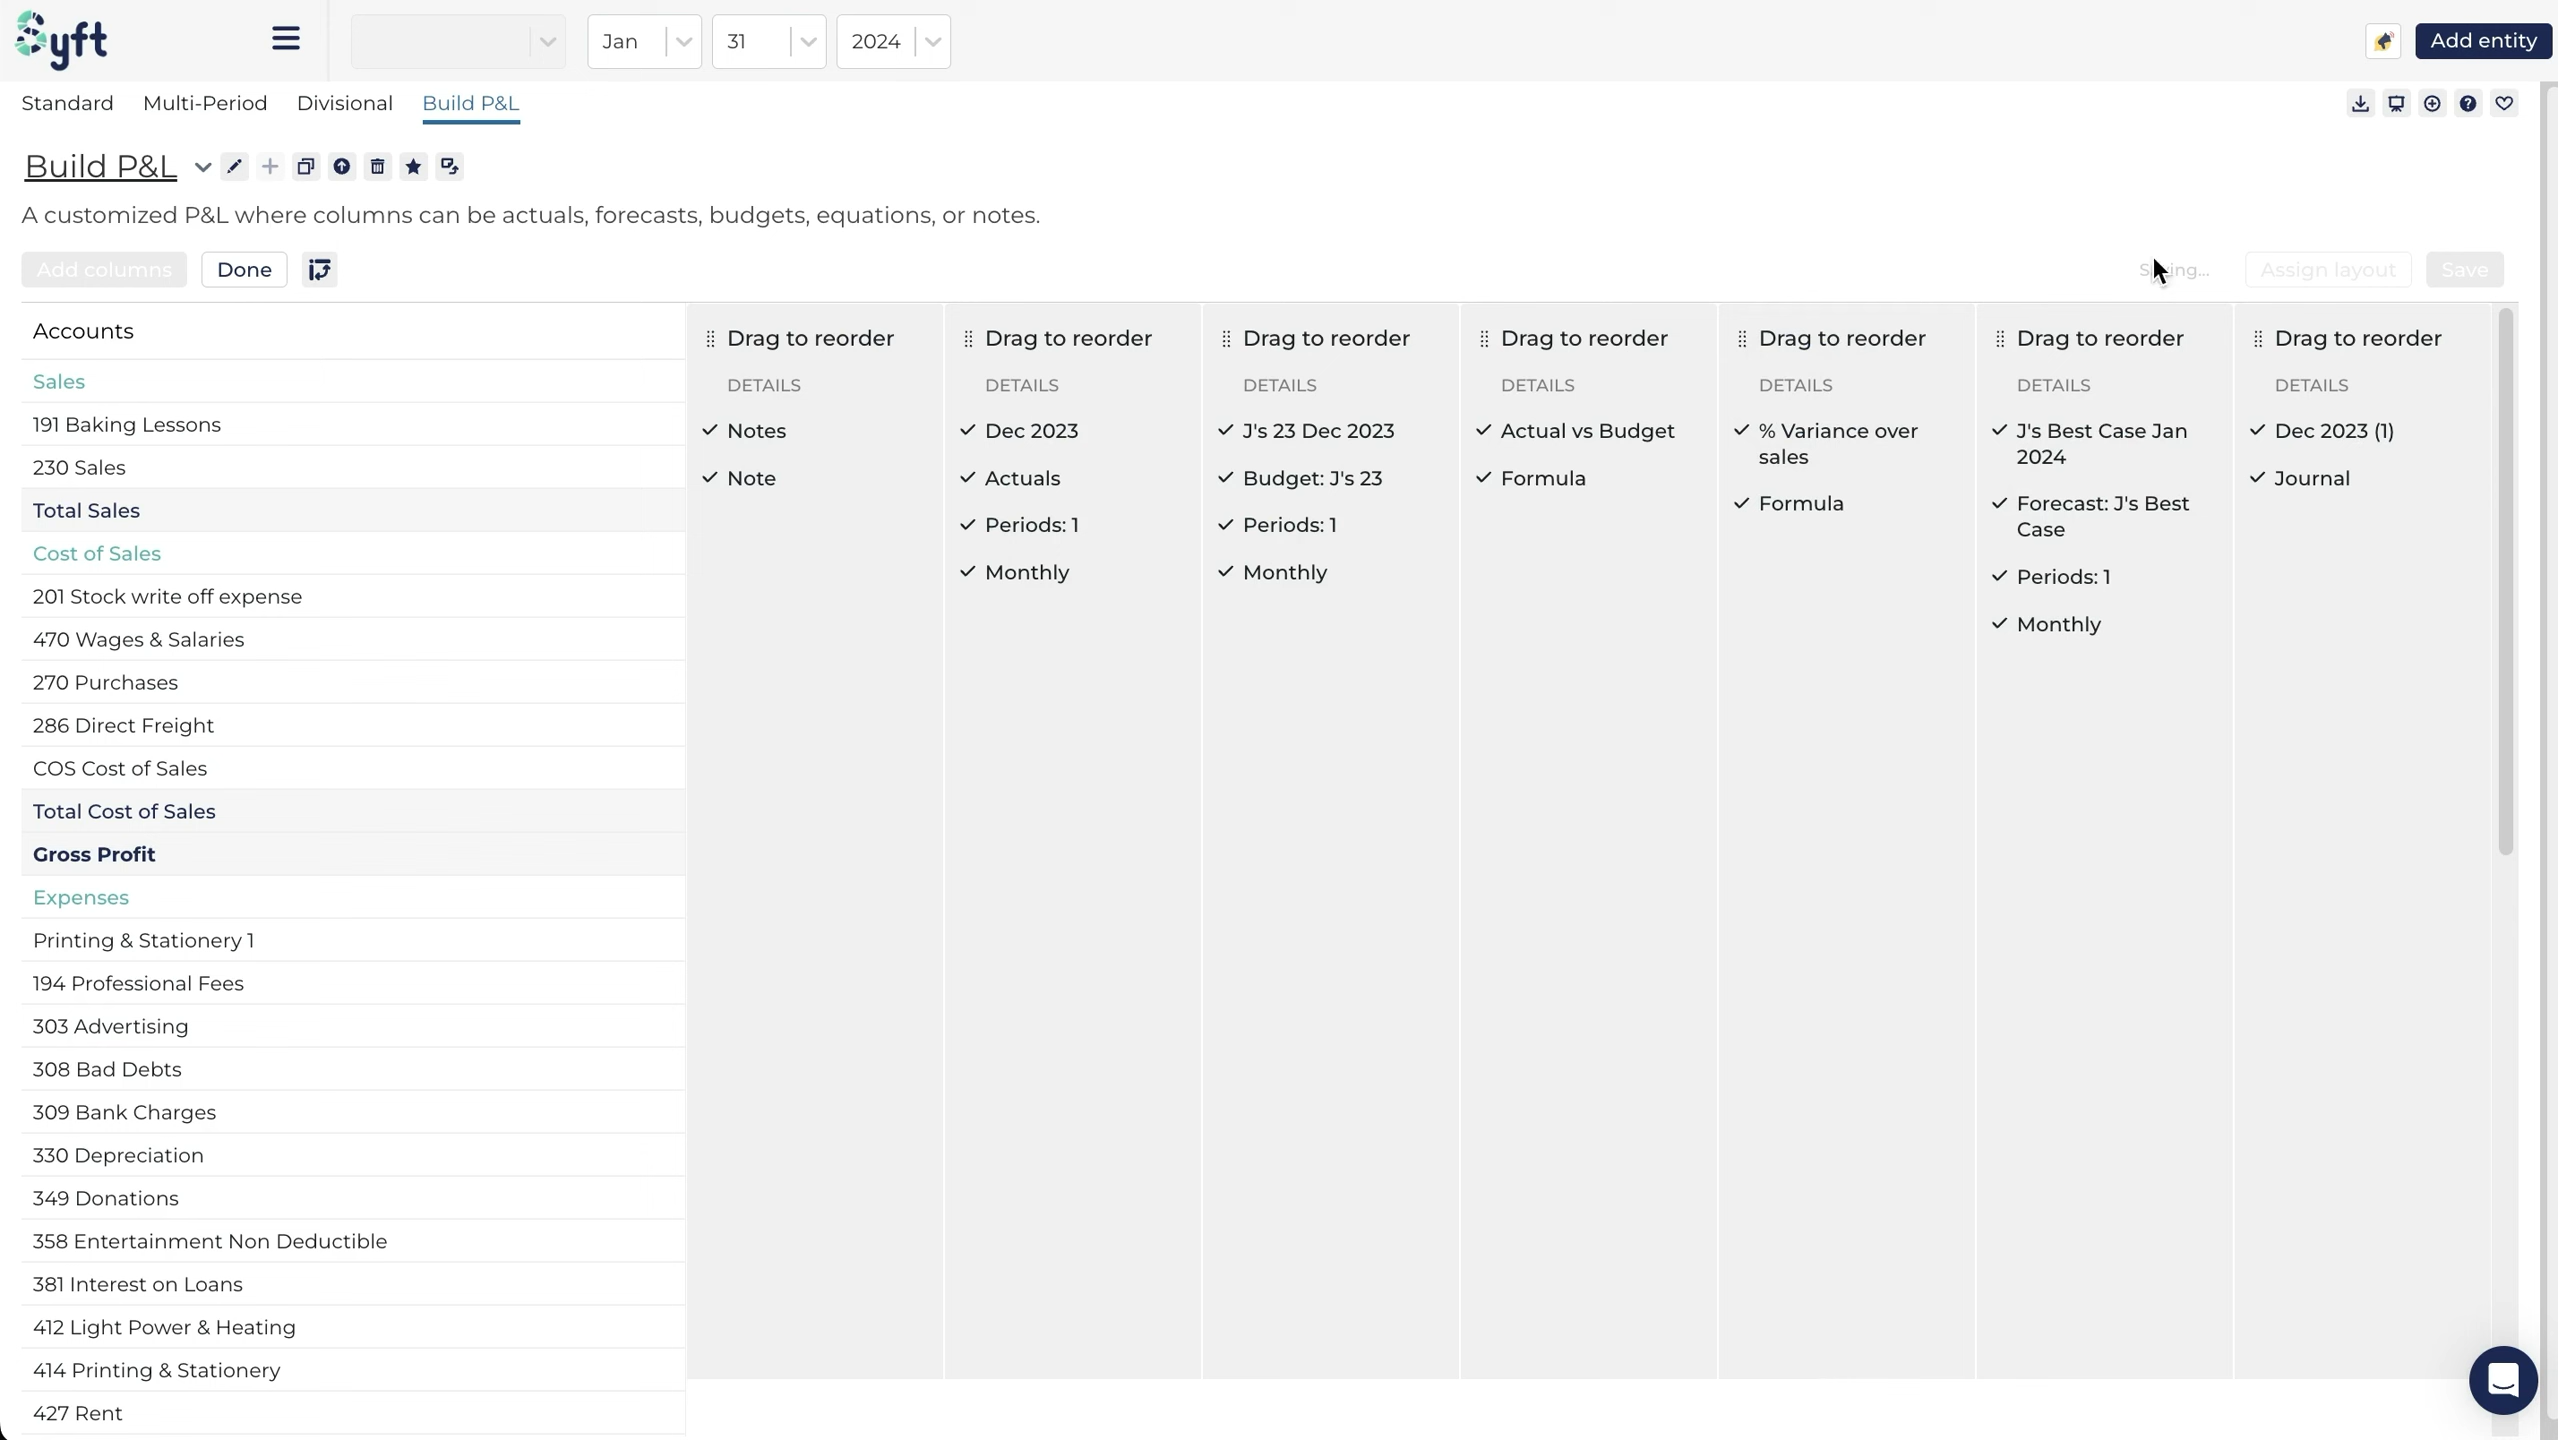 Syft
Jan 31 2024
Add entity
Standard Multi-Period Divisional Build P&L
Build P&L
A customized P&L where columns can be actuals, forecasts, budgets, equations, or notes.
Add columns Done Assign layout Save
Accounts
Sales
191 Baking Lessons
230 Sales
Total Sales
Cost of Sales
201 Stock write off expense
470 Wages & Salaries
270 Purchases
286 Direct Freight
COS Cost of Sales
Total Cost of Sales
Gross Profit
Expenses
Printing & Stationery 1
194 Professional Fees
303 Advertising
308 Bad Debts
309 Bank Charges
330 Depreciation
349 Donations
358 Entertainment Non Deductible
381 Interest on Loans
412 Light Power & Heating
414 Printing & Stationery
427 Rent
Drag to reorder
DETAILS
Notes
Note
Drag to reorder
DETAILS
Dec 2023
Actuals
Periods: 1
Monthly
Drag to reorder
DETAILS
J's 23 Dec 2023
Budget: J's 23
Periods: 1
Monthly
Drag to reorder
DETAILS
Actual vs Budget
Formula
Drag to reorder
DETAILS
% Variance over
sales
Formula
Drag to reorder
DETAILS
J's Best Case Jan
2024
Forecast: J's Best
Case
Periods: 1
Monthly
Drag to reorder
DETAILS
Dec 2023 (1)
Journal